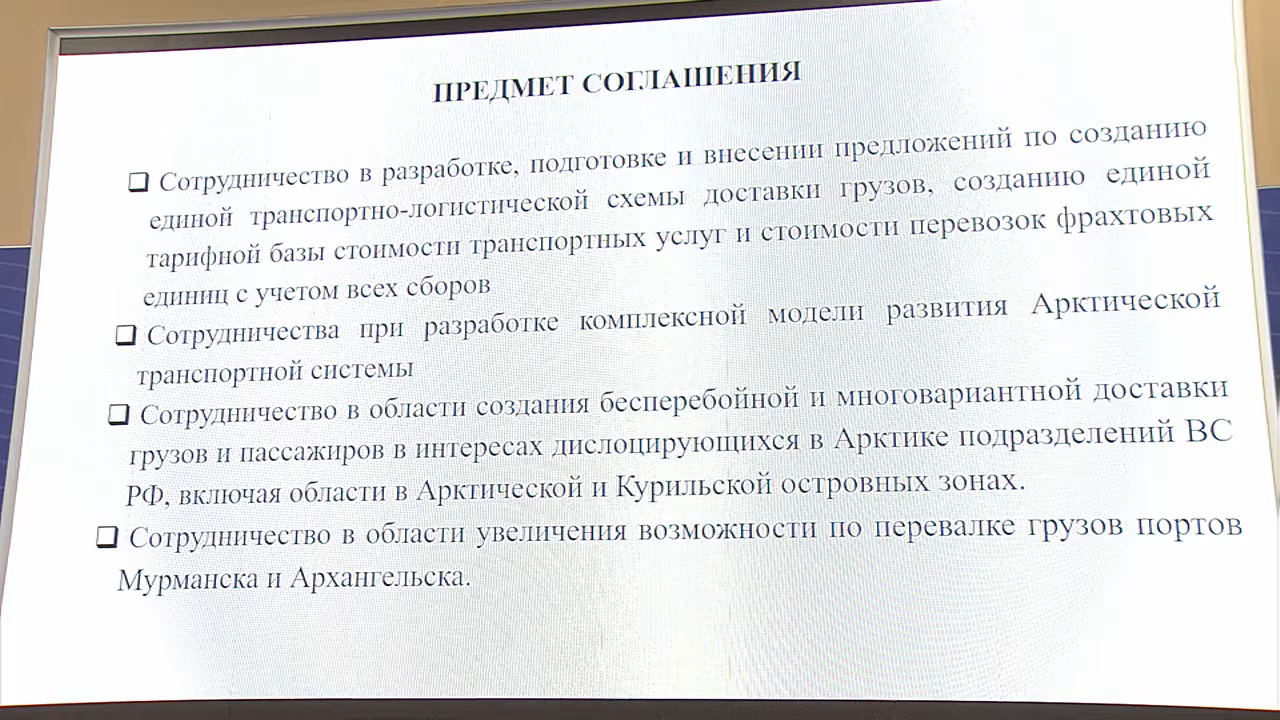 ПРЕДМЕТ СОГЛАШЕНИЯ
❑ Сотрудничество в разработке, подготовке и внесении предложений по созданию
единой транспортно-логистической схемы доставки грузов, созданию единой
тарифной базы стоимости транспортных услуг и стоимости перевозок фрахтовых
единиц с учетом всех сборов
❑ Сотрудничества при разработке комплексной модели развития Арктической
транспортной системы
❑ Сотрудничество в области создания бесперебойной и многовариантной доставки
грузов и пассажиров в интересах дислоцирующихся в Арктике подразделений ВС
РФ, включая области в Арктической и Курильской островных зонах.
❑ Сотрудничество в области увеличения возможности по перевалке грузов портов
Мурманска и Архангельска.